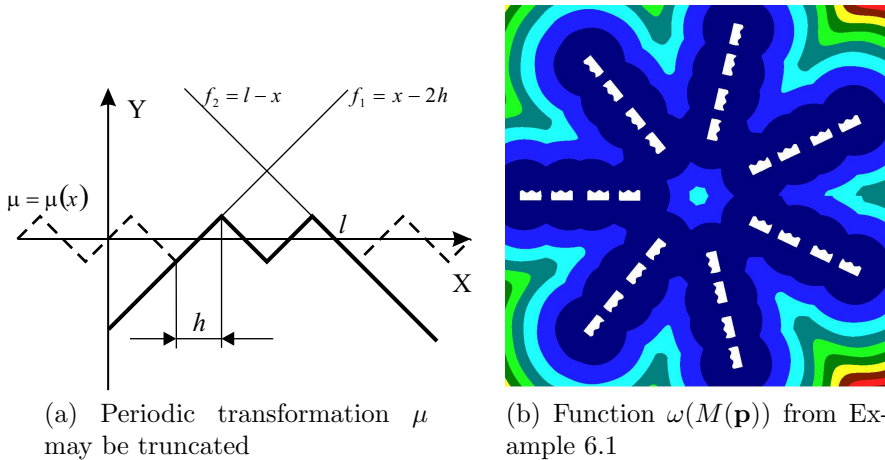 Y
f₂ = l − x
f₁ = x − 2h
μ = μ(x)
l
X
h
(a) Periodic transformation μ
may be truncated
(b) Function ω(M(p)) from Ex-
ample 6.1